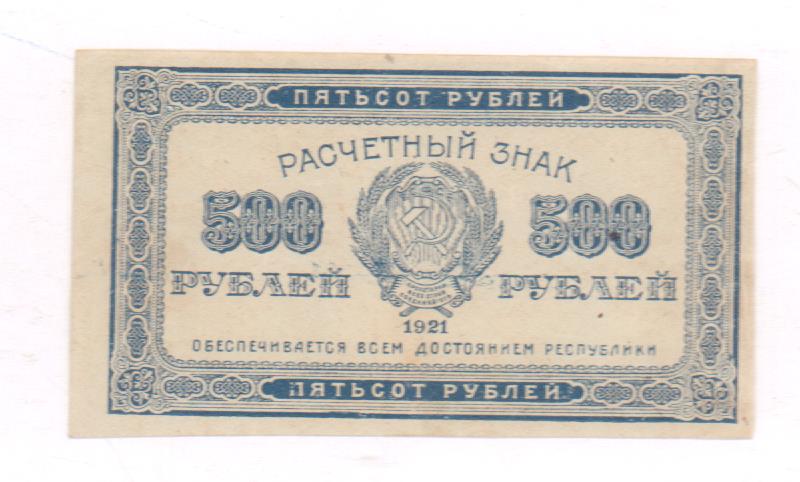 ПЯТЬСОТ РУБЛЕЙ
РАСЧЕТНЫЙ ЗНАК
500 500
РУБЛЕЙ РУБЛЕЙ
1921
ОБЕСПЕЧИВАЕТСЯ ВСЕМ ДОСТОЯНИЕМ РЕСПУБЛИКИ
ПЯТЬСОТ РУБЛЕЙ